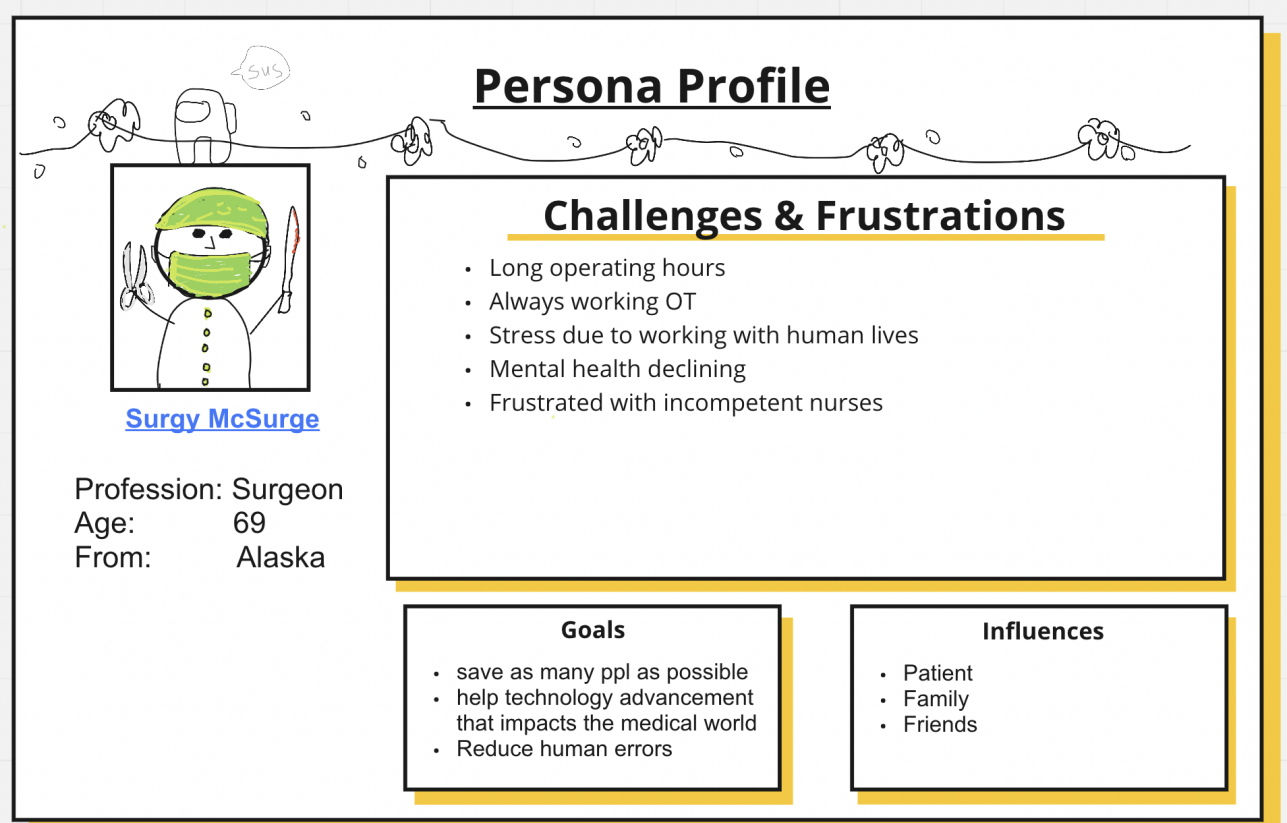 sus
Persona Profile
Challenges & Frustrations
• Long operating hours
• Always working OT
• Stress due to working with human lives
• Mental health declining
• Frustrated with incompetent nurses
Surgy McSurge
Profession: Surgeon
Age: 69
From: Alaska
Goals
• save as many ppl as possible
• help technology advancement
that impacts the medical world
• Reduce human errors
Influences
• Patient
• Family
• Friends